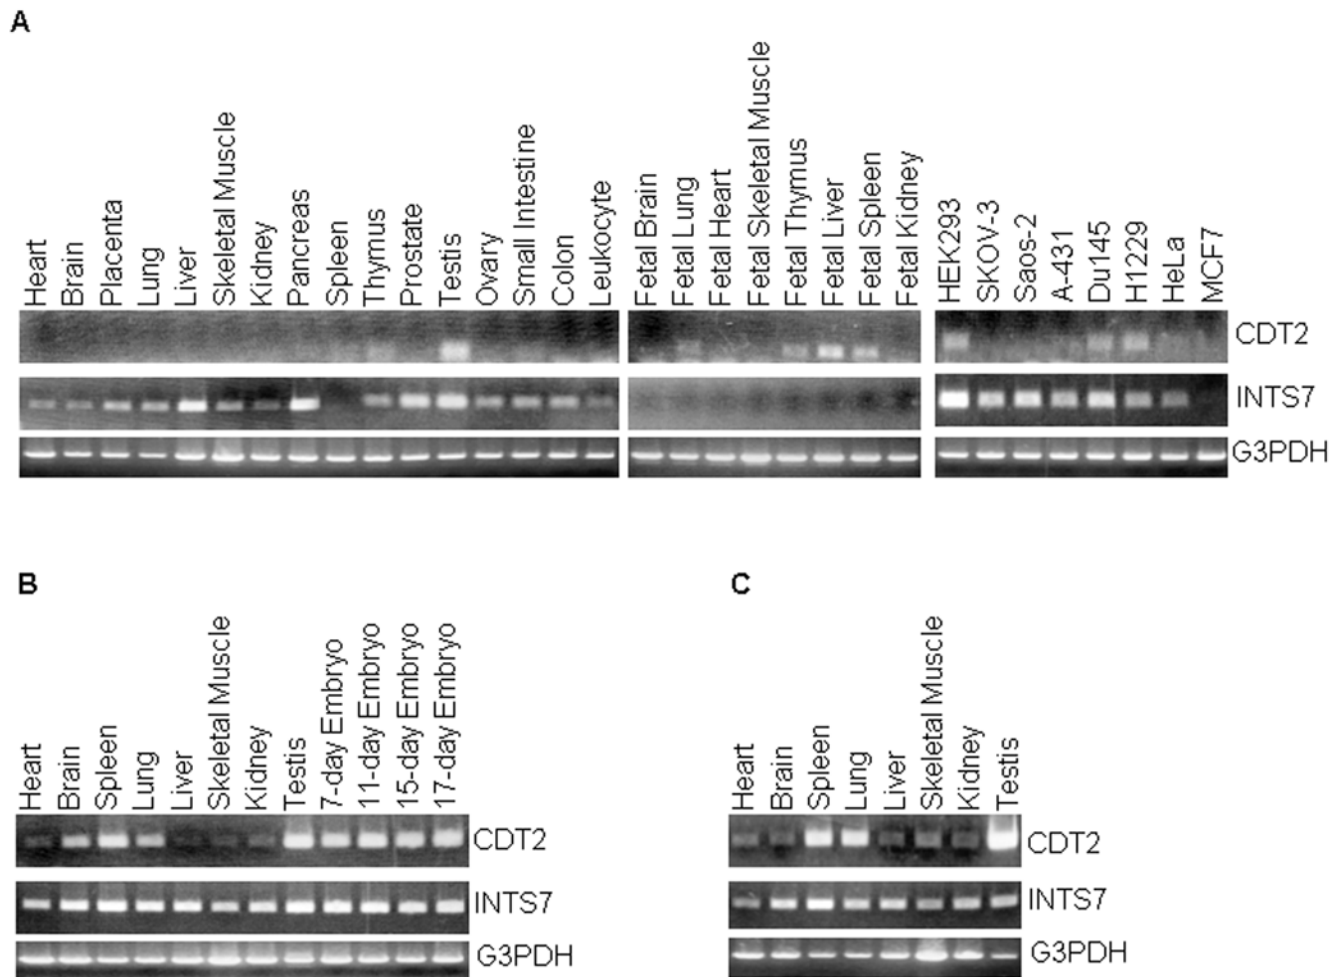 A
Heart
Brain
Placenta
Lung
Liver
Skeletal Muscle
Kidney
Pancreas
Spleen
Thymus
Prostate
Testis
Ovary
Small Intestine
Colon
Leukocyte
Fetal Brain
Fetal Lung
Fetal Heart
Fetal Skeletal Muscle
Fetal Thymus
Fetal Liver
Fetal Spleen
Fetal Kidney
HEK293
SKOV-3
Saos-2
A-431
Du145
H1229
HeLa
MCF7
CDT2
INTS7
G3PDH
B
Heart
Brain
Spleen
Lung
Liver
Skeletal Muscle
Kidney
Testis
7-day Embryo
11-day Embryo
15-day Embryo
17-day Embryo
CDT2
INTS7
G3PDH
C
Heart
Brain
Spleen
Lung
Liver
Skeletal Muscle
Kidney
Testis
CDT2
INTS7
G3PDH